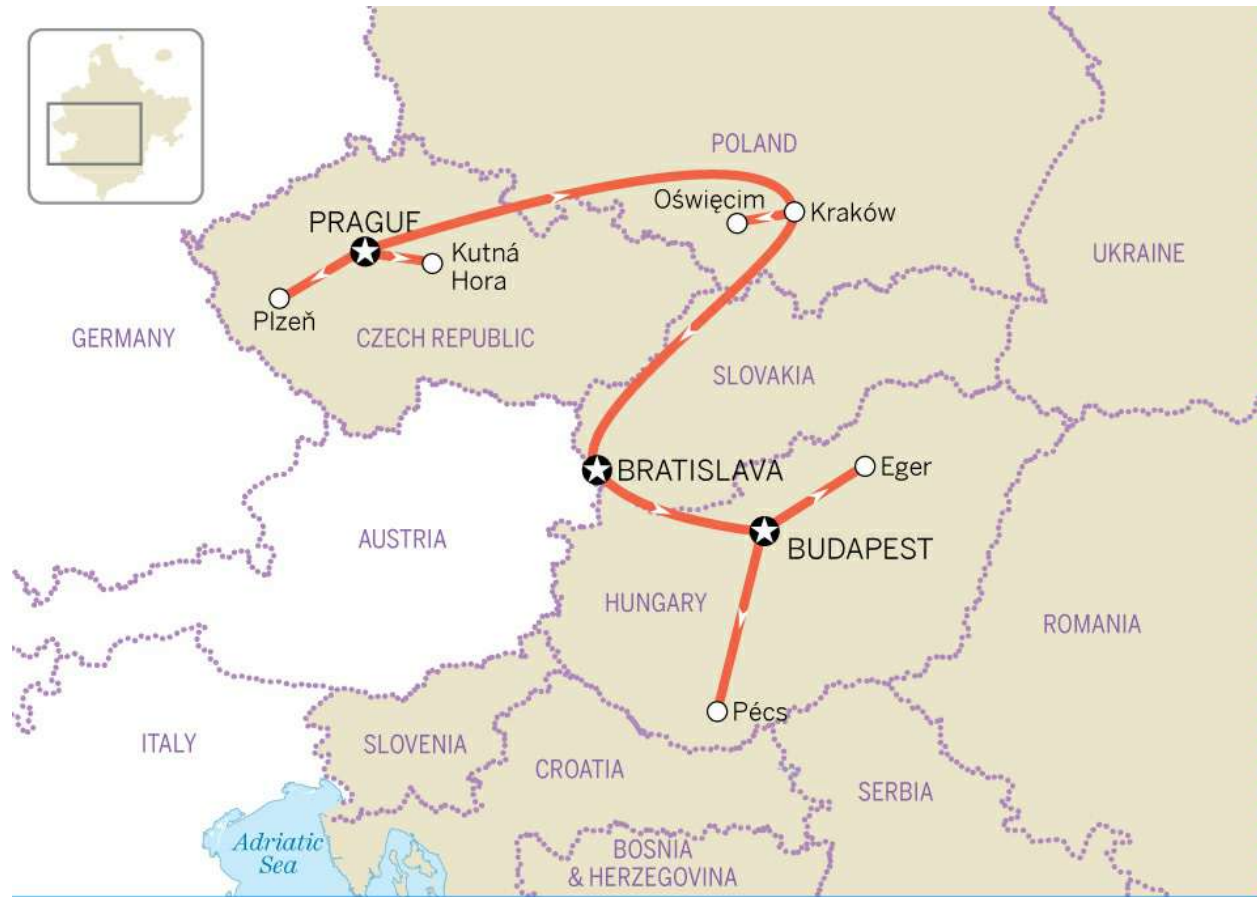 POLAND
Oświęcim
Kraków
PRAGUE
Kutná
Hora
UKRAINE
Plzeň
GERMANY
CZECH REPUBLIC
SLOVAKIA
BRATISLAVA
Eger
AUSTRIA
BUDAPEST
HUNGARY
ROMANIA
Pécs
ITALY
SLOVENIA
CROATIA
SERBIA
Adriatic
Sea
BOSNIA
& HERZEGOVINA